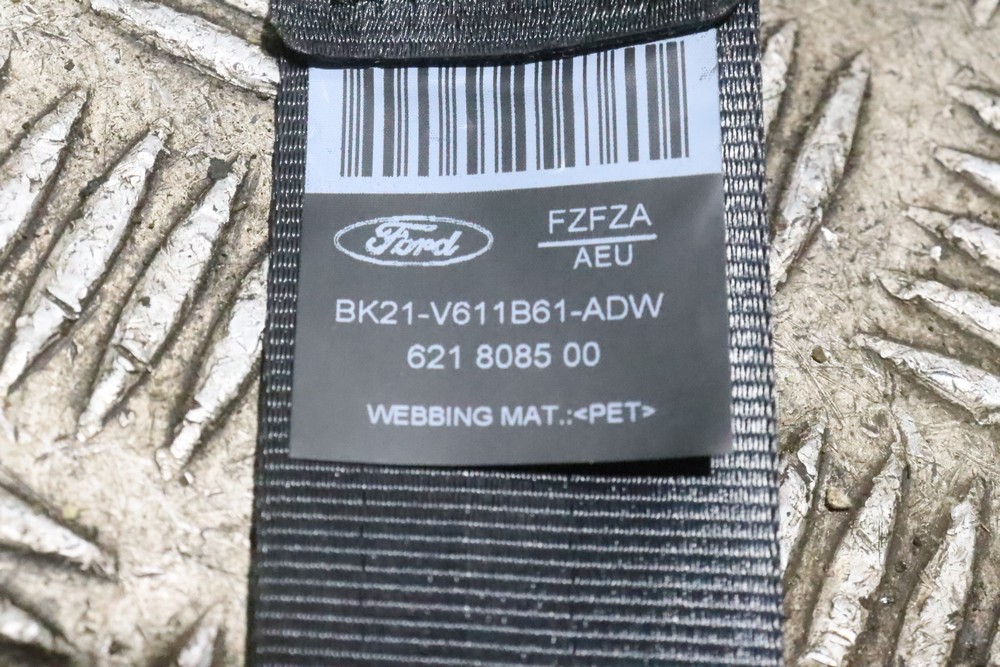 Ford
FZFZA
AEU
BK21-V611B61-ADW
621 8085 00
WEBBING MAT.:<PET>